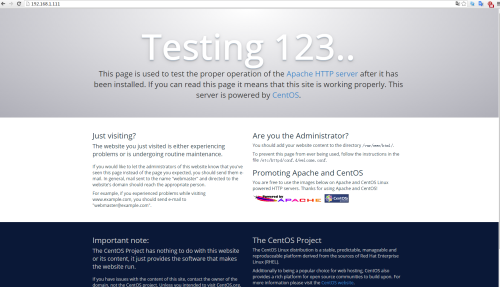 192.168.1.111
Testing 123..
This page is used to test the proper operation of the Apache HTTP server after it has
been installed. If you can read this page it means that this site is working properly. This
server is powered by CentOS.
Just visiting?
The website you just visited is either experiencing
problems or is undergoing routine maintenance.
If you would like to let the administrators of this website know that you've
seen this page instead of the page you expected, you should send them e-
mail. In general, mail sent to the name "webmaster" and directed to the
website's domain should reach the appropriate person.
For example, if you experienced problems while visiting
www.example.com, you should send e-mail to
"webmaster@example.com".
Are you the Administrator?
You should add your website content to the directory /var/www/html/.
To prevent this page from ever being used, follow the instructions in the
file /etc/httpd/conf.d/welcome.conf.
Promoting Apache and CentOS
You are free to use the images below on Apache and CentOS Linux
powered HTTP servers. Thanks for using Apache and CentOS!
APACHE
CentOS
Important note:
The CentOS Project has nothing to do with this website
or its content, it just provides the software that makes
the website run.
If you have issues with the content of this site, contact the owner of the
domain, not the CentOS project. Unless you intended to visit CentOS.org,
The CentOS Project
The CentOS Linux distribution is a stable, predictable, manageable and
reproduceable platform derived from the sources of Red Hat Enterprise
Linux (RHEL).
Additionally to being a popular choice for web hosting, CentOS also
provides a rich platform for open source communities to build upon. For
more information please visit the CentOS website.